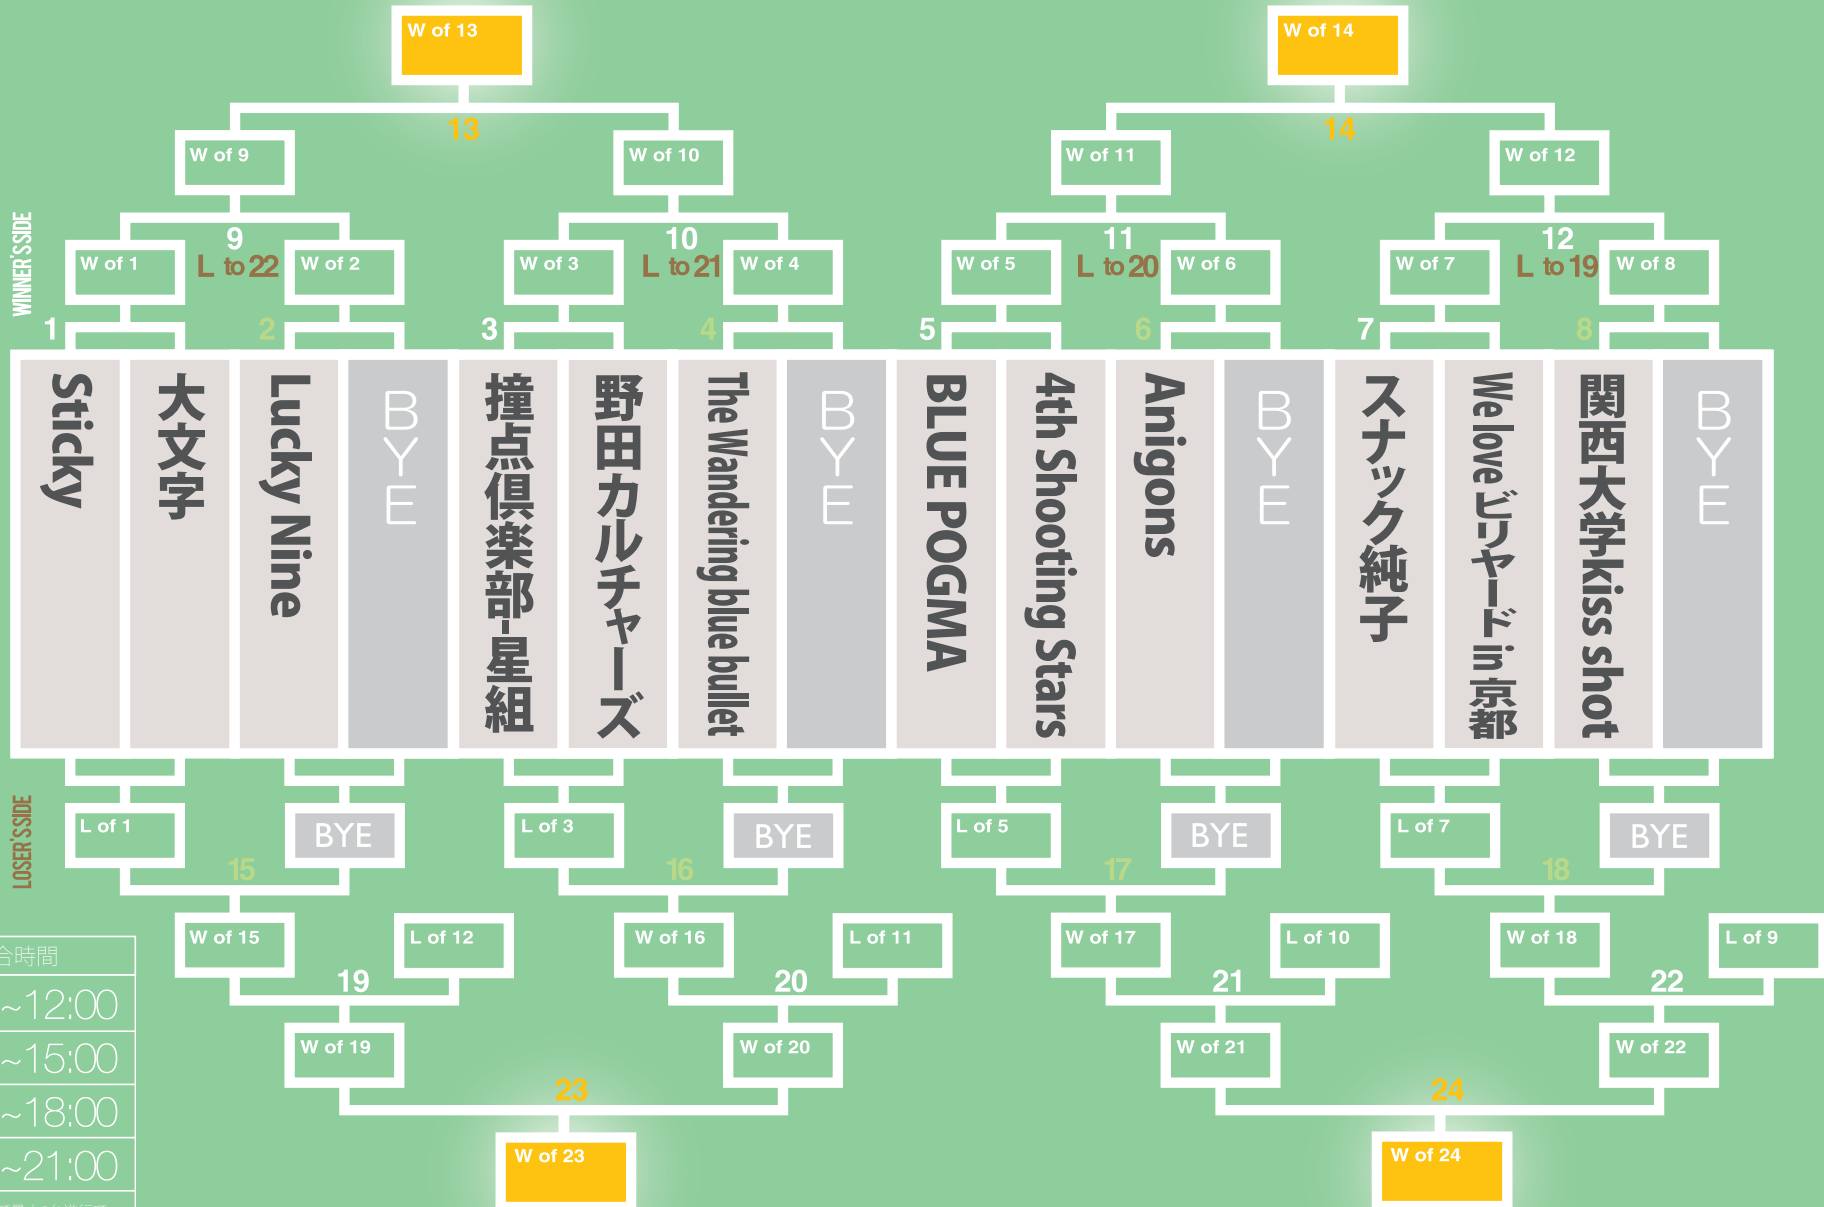 W of 13
W of 14
13
14
W of 9
W of 10
W of 11
W of 12
WINNER'S SIDE
9
10
11
12
W of 1
L to 22
W of 2
W of 3
L to 21
W of 4
W of 5
L to 20
W of 6
W of 7
L to 19
W of 8
1
2
3
4
5
6
7
8
Sticky
大文字
Lucky Nine
BYE
撞点倶楽部-星組
野田カルチャーズ
The Wandering blue bullet
BYE
BLUE POGMA
4th Shooting Stars
Anigons
BYE
スナック純子
We love ビリヤード in 京都
関西大学kiss shot
BYE
LOSER'S SIDE
L of 1
BYE
L of 3
BYE
L of 5
BYE
L of 7
BYE
15
16
17
18
W of 15
L of 12
W of 16
L of 11
W of 17
L of 10
W of 18
L of 9
19
20
21
22
合時間
~12:00
~15:00
~18:00
~21:00
W of 19
W of 20
W of 21
W of 22
23
24
W of 23
W of 24